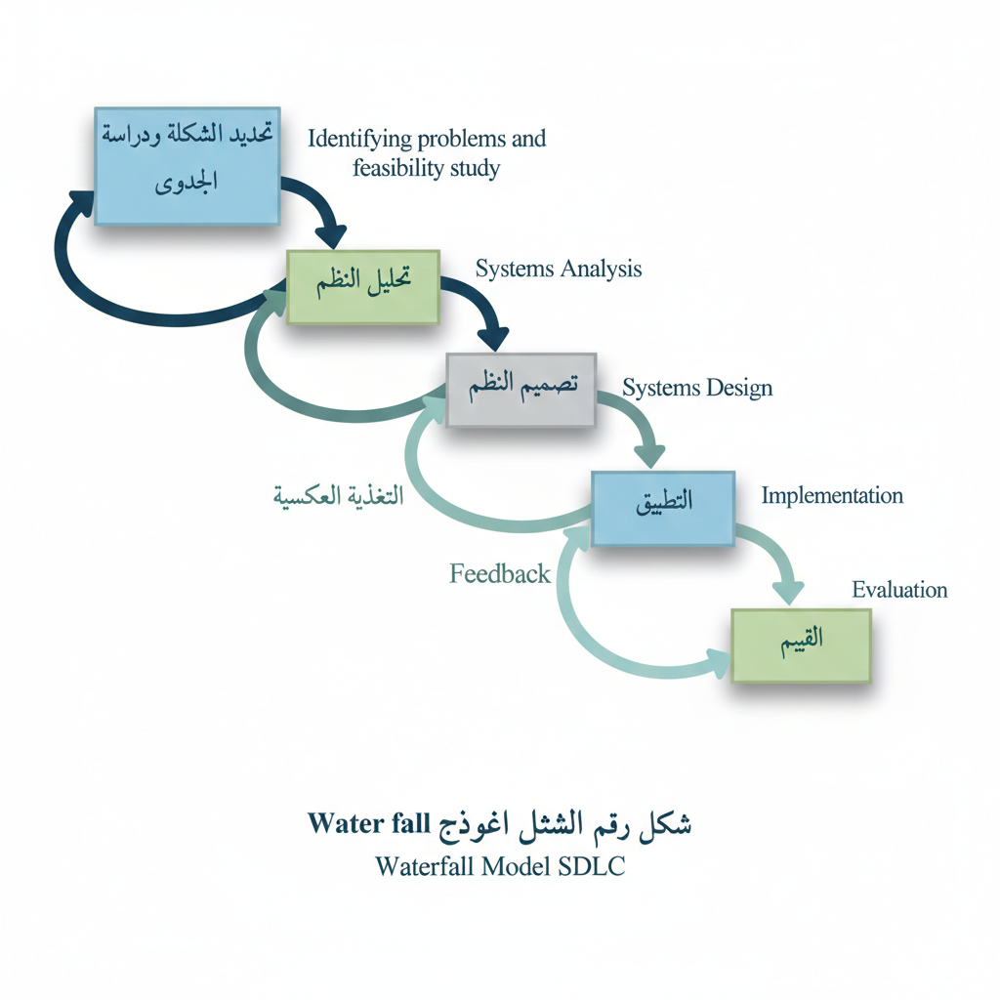 تحديد الشكلة ودراسة
الجدوى
Identifying problems and
feasibility study
تحليل النظم
Systems Analysis
تصميم النظم
Systems Design
التغذية العكسية
التطبيق
Implementation
Feedback
Evaluation
القييم
شكل رقم الشثل اغوذج Water fall
Waterfall Model SDLC